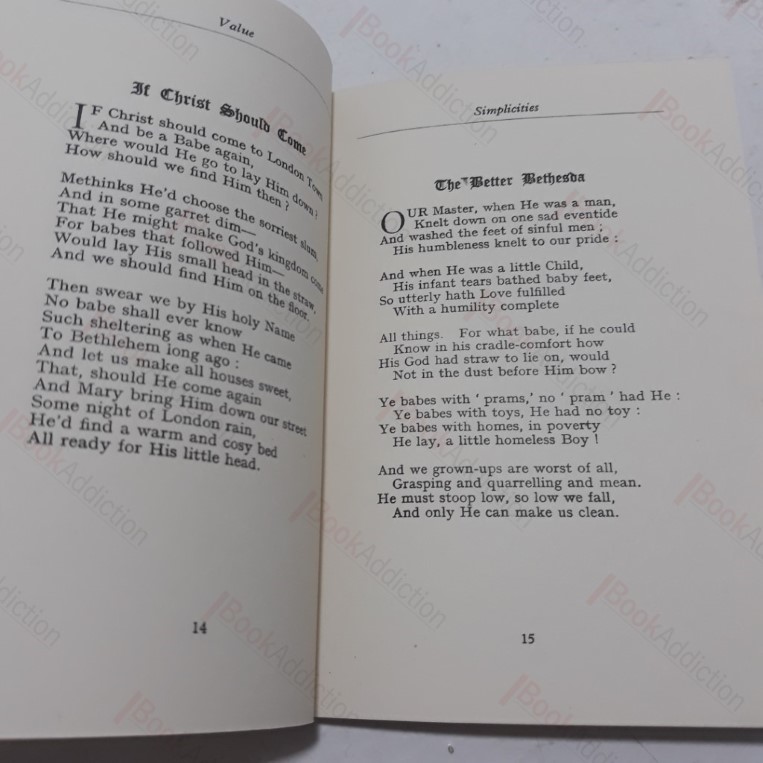 Value
If Christ Should Come
IF Christ should come to London Town
And be a Babe again,
Where would He go to lay Him down?
How should we find Him then?
Methinks He'd choose the sorriest slum,
And in some garret dim—
That He might make God's kingdom come
For babes that followed Him—
Would lay His small head in the straw,
And we should find Him on the floor.
Then swear we by His holy Name
No babe shall ever know
Such sheltering as when He came
To Bethlehem long ago :
And let us make all houses sweet,
That, should He come again
And Mary bring Him down our street
Some night of London rain,
He'd find a warm and cosy bed
All ready for His little head.
14
Simplicities
The Better Bethesda
OUR Master, when He was a man,
Knelt down on one sad eventide
And washed the feet of sinful men ;
His humbleness knelt to our pride :
And when He was a little Child,
His infant tears bathed baby feet,
So utterly hath Love fulfilled
With a humility complete
All things. For what babe, if he could
Know in his cradle-comfort how
His God had straw to lie on, would
Not in the dust before Him bow ?
Ye babes with ' prams,' no ' pram ' had He :
Ye babes with toys, He had no toy :
Ye babes with homes, in poverty
He lay, a little homeless Boy !
And we grown-ups are worst of all,
Grasping and quarrelling and mean.
He must stoop low, so low we fall,
And only He can make us clean.
15
BookAddiction